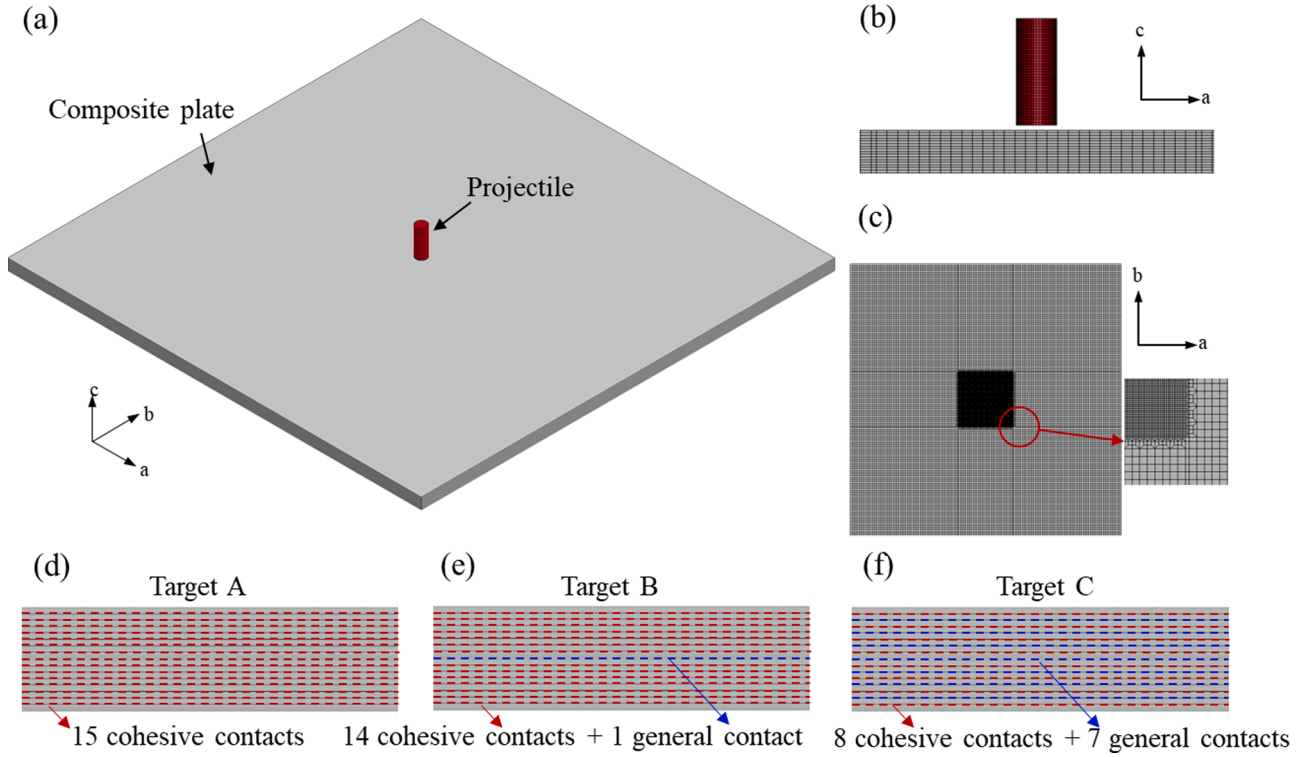 (a)
Composite plate
Projectile
c
b
a
(b)
c
a
(c)
b
a
(d)
Target A
15 cohesive contacts
(e)
Target B
14 cohesive contacts + 1 general contact
(f)
Target C
8 cohesive contacts + 7 general contacts